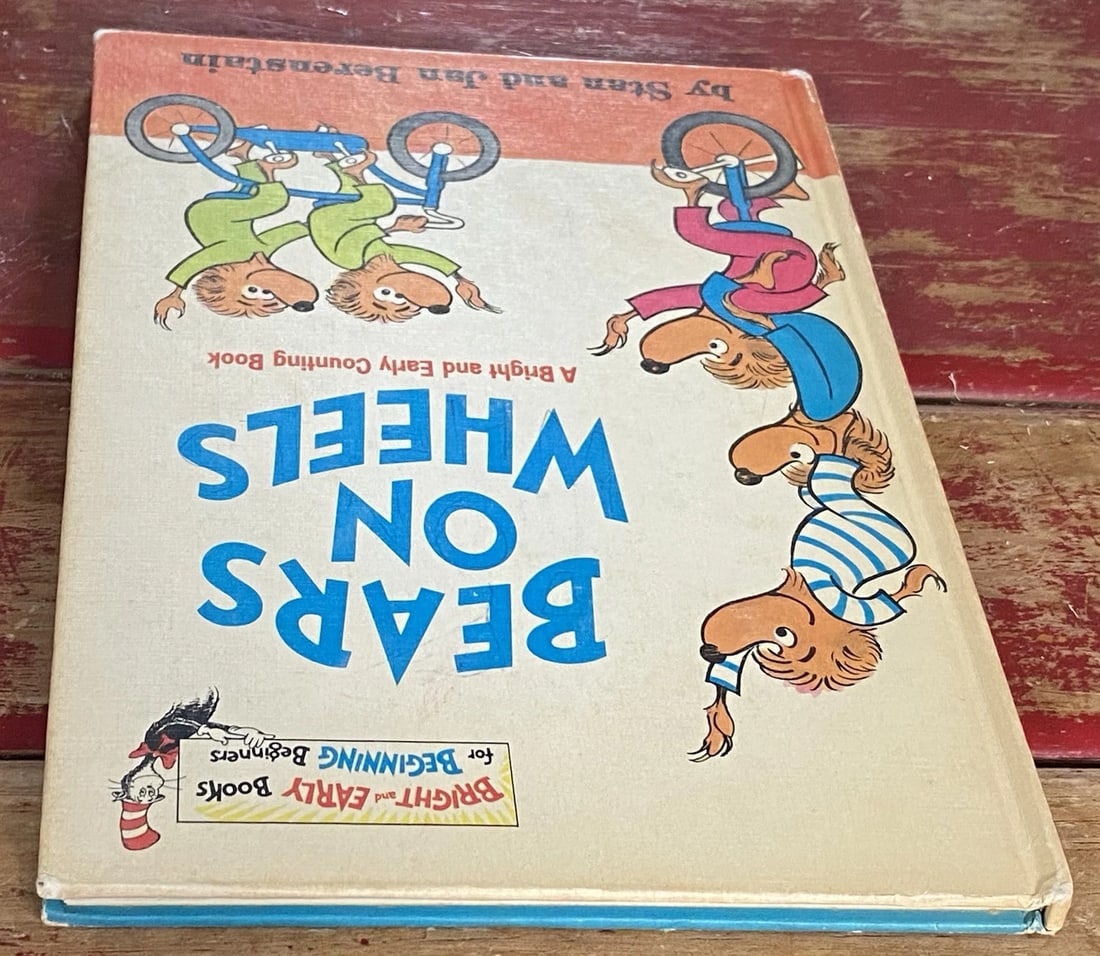 BRIGHT and EARLY Books
for BEGINNING Beginners
BEARS
ON
WHEELS
A Bright and Early Counting Book
by Stan and Jan Berenstain